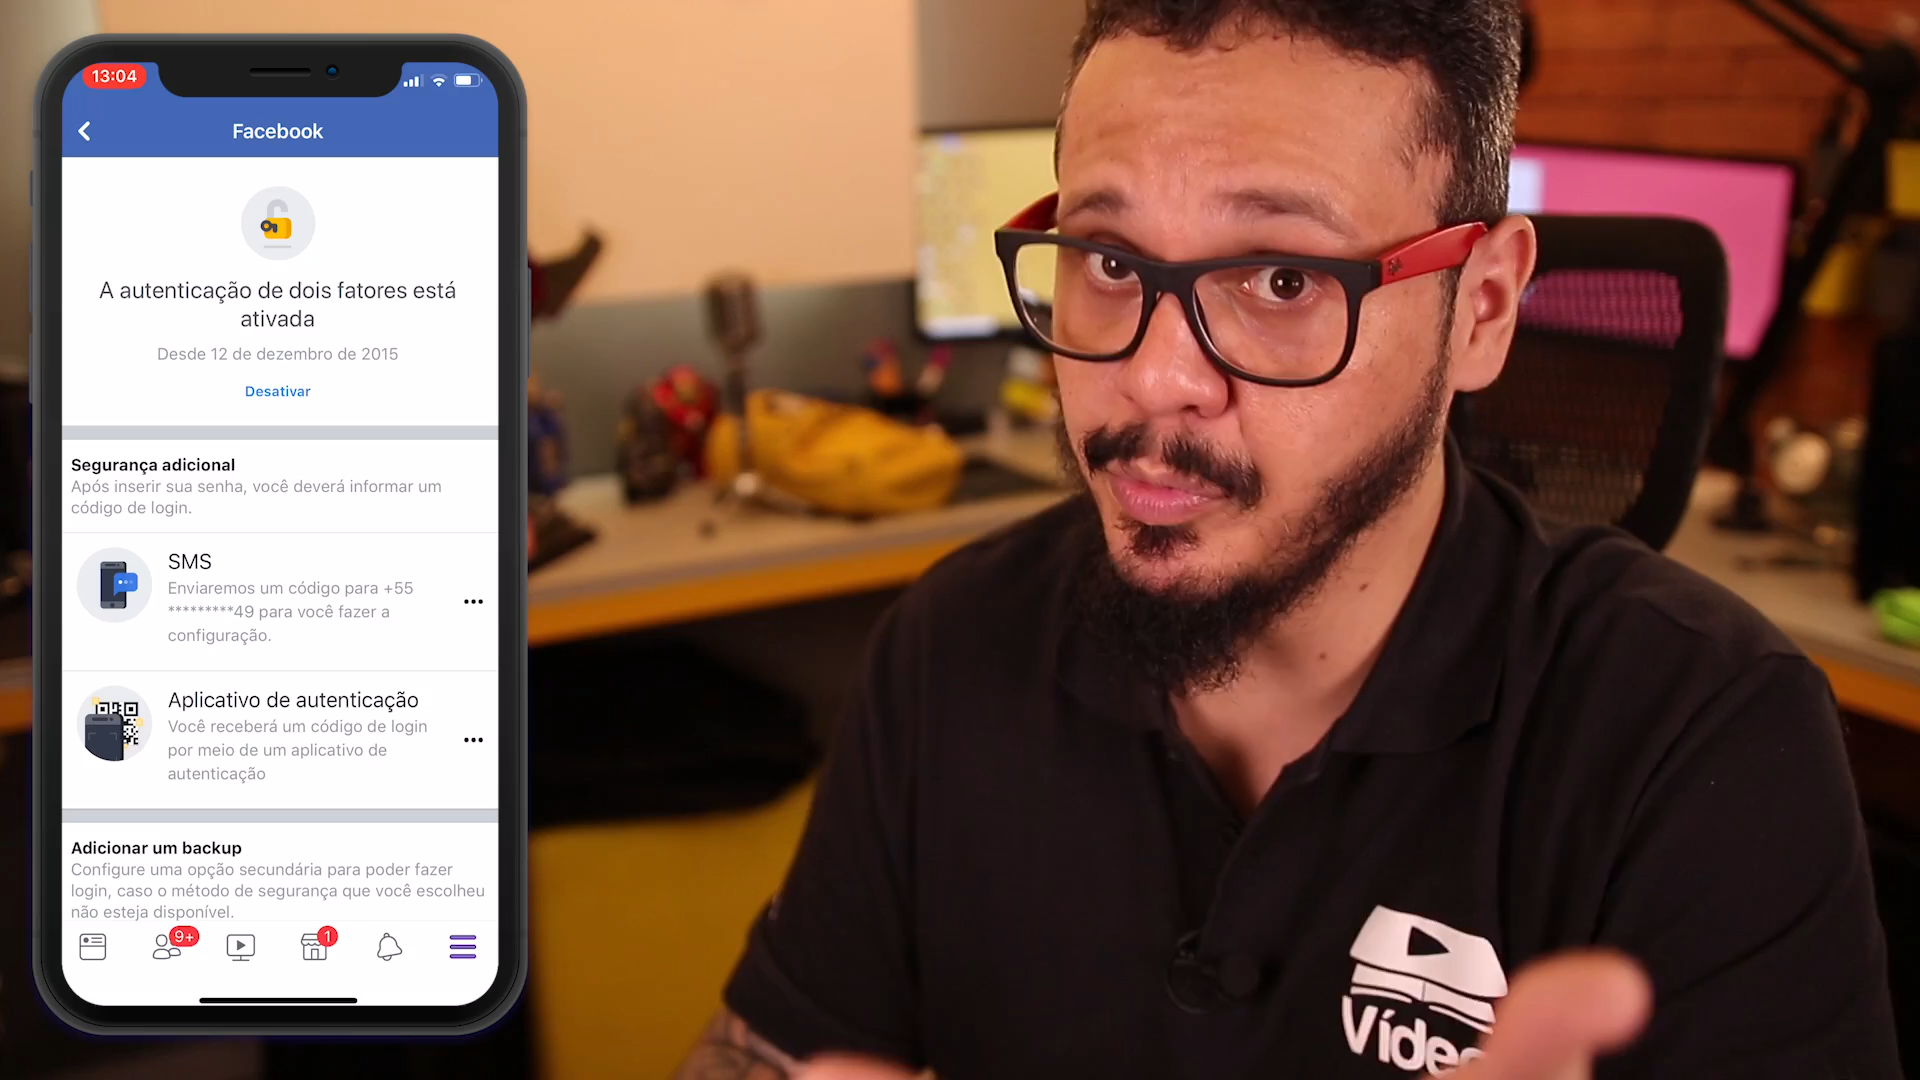 13:04
Facebook
A autenticação de dois fatores está
ativada
Desde 12 de dezembro de 2015
Desativar
Segurança adicional
Após inserir sua senha, você deverá informar um
código de login.
SMS
Enviaremos um código para +55
*********49 para você fazer a
configuração.
Aplicativo de autenticação
Você receberá um código de login
por meio de um aplicativo de
autenticação
Adicionar um backup
Configure uma opção secundária para poder fazer
login, caso o método de segurança que você escolheu
não esteja disponível.
9+
1